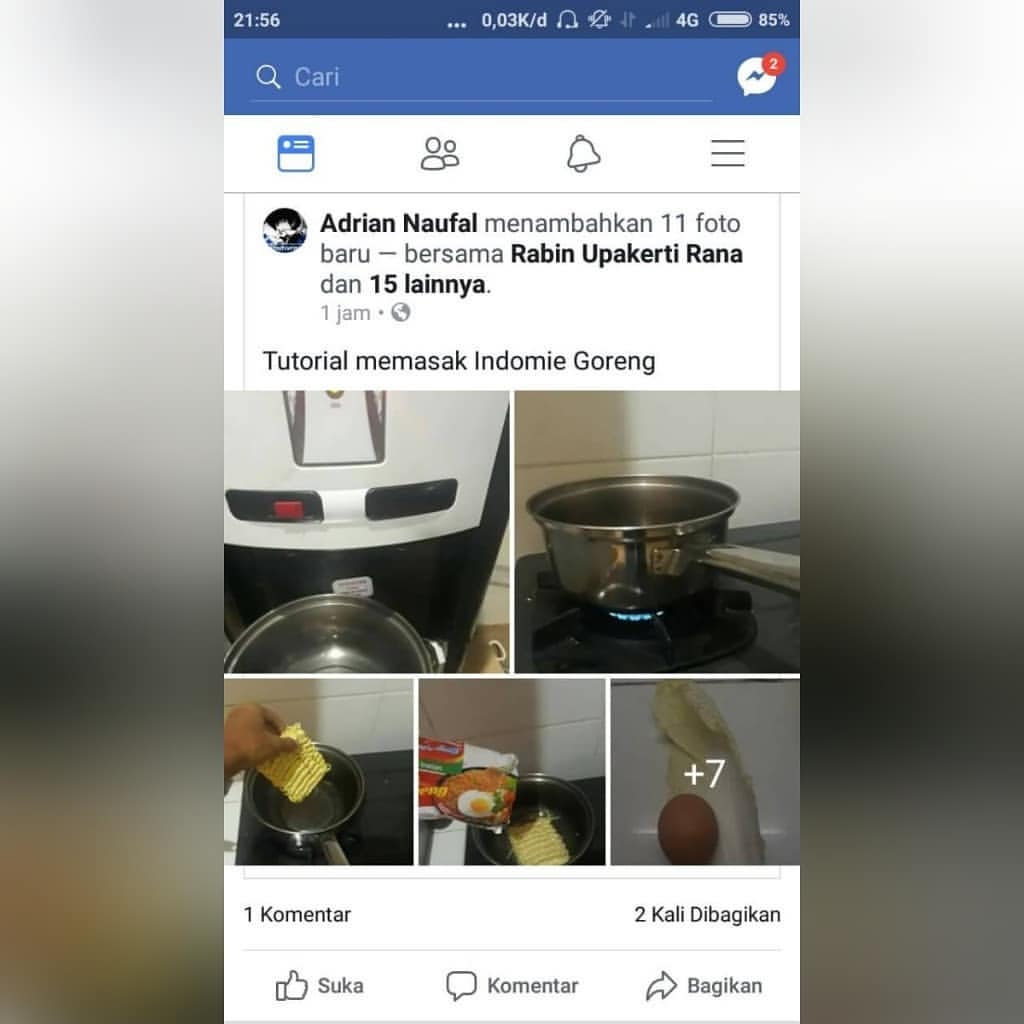 21:56 ... 0,03K/d 4G 85%
Cari
2
Adrian Naufal menambahkan 11 foto
baru — bersama Rabin Upakerti Rana
dan 15 lainnya.
1 jam •
Tutorial memasak Indomie Goreng
+7
1 Komentar 2 Kali Dibagikan
Suka Komentar Bagikan